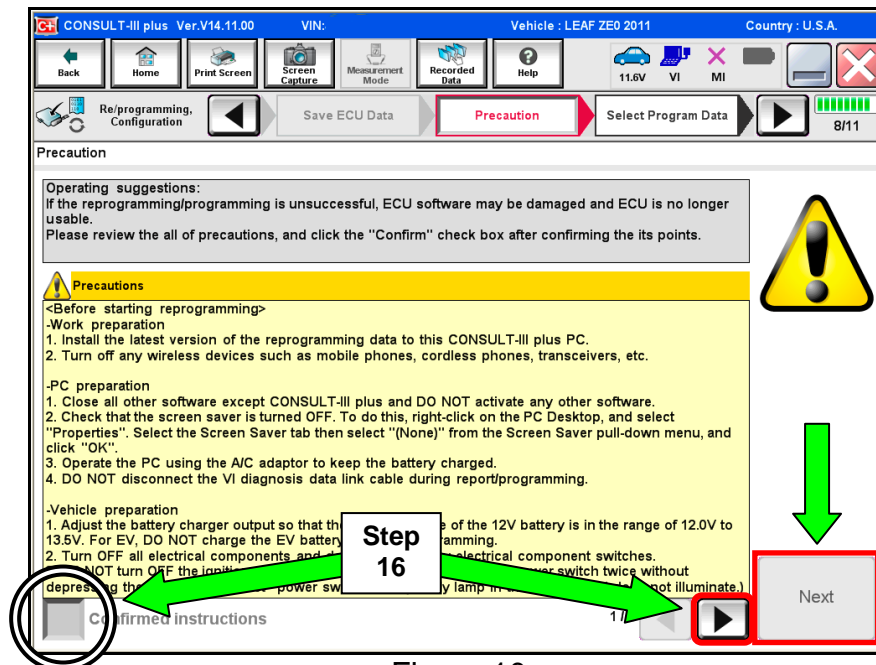 CONSULT-III plus Ver.V14.11.00 VIN: Vehicle : LEAF ZE0 2011 Country : U.S.A.
Back Home Print Screen Screen Capture Measurement Mode Recorded Data Help 11.6V VI MI
Re/programming, Configuration Save ECU Data Precaution Select Program Data 8/11
Precaution
Operating suggestions:
If the reprogramming/programming is unsuccessful, ECU software may be damaged and ECU is no longer
usable.
Please review the all of precautions, and click the "Confirm" check box after confirming the its points.
Precautions
<Before starting reprogramming>
-Work preparation
1. Install the latest version of the reprogramming data to this CONSULT-III plus PC.
2. Turn off any wireless devices such as mobile phones, cordless phones, transceivers, etc.
-PC preparation
1. Close all other software except CONSULT-III plus and DO NOT activate any other software.
2. Check that the screen saver is turned OFF. To do this, right-click on the PC Desktop, and select
"Properties". Select the Screen Saver tab then select "(None)" from the Screen Saver pull-down menu, and
click "OK".
3. Operate the PC using the A/C adaptor to keep the battery charged.
4. DO NOT disconnect the VI diagnosis data link cable during report/programming.
-Vehicle preparation
1. Adjust the battery charger output so that the of the 12V battery is in the range of 12.0V to
13.5V. For EV, DO NOT charge the EV battery
2. Turn OFF all electrical components and electrical component switches.
NOT turn OFF the switch twice without
the power lamp in not illuminate.)
Step
16
Confirmed instructions 1/
Next